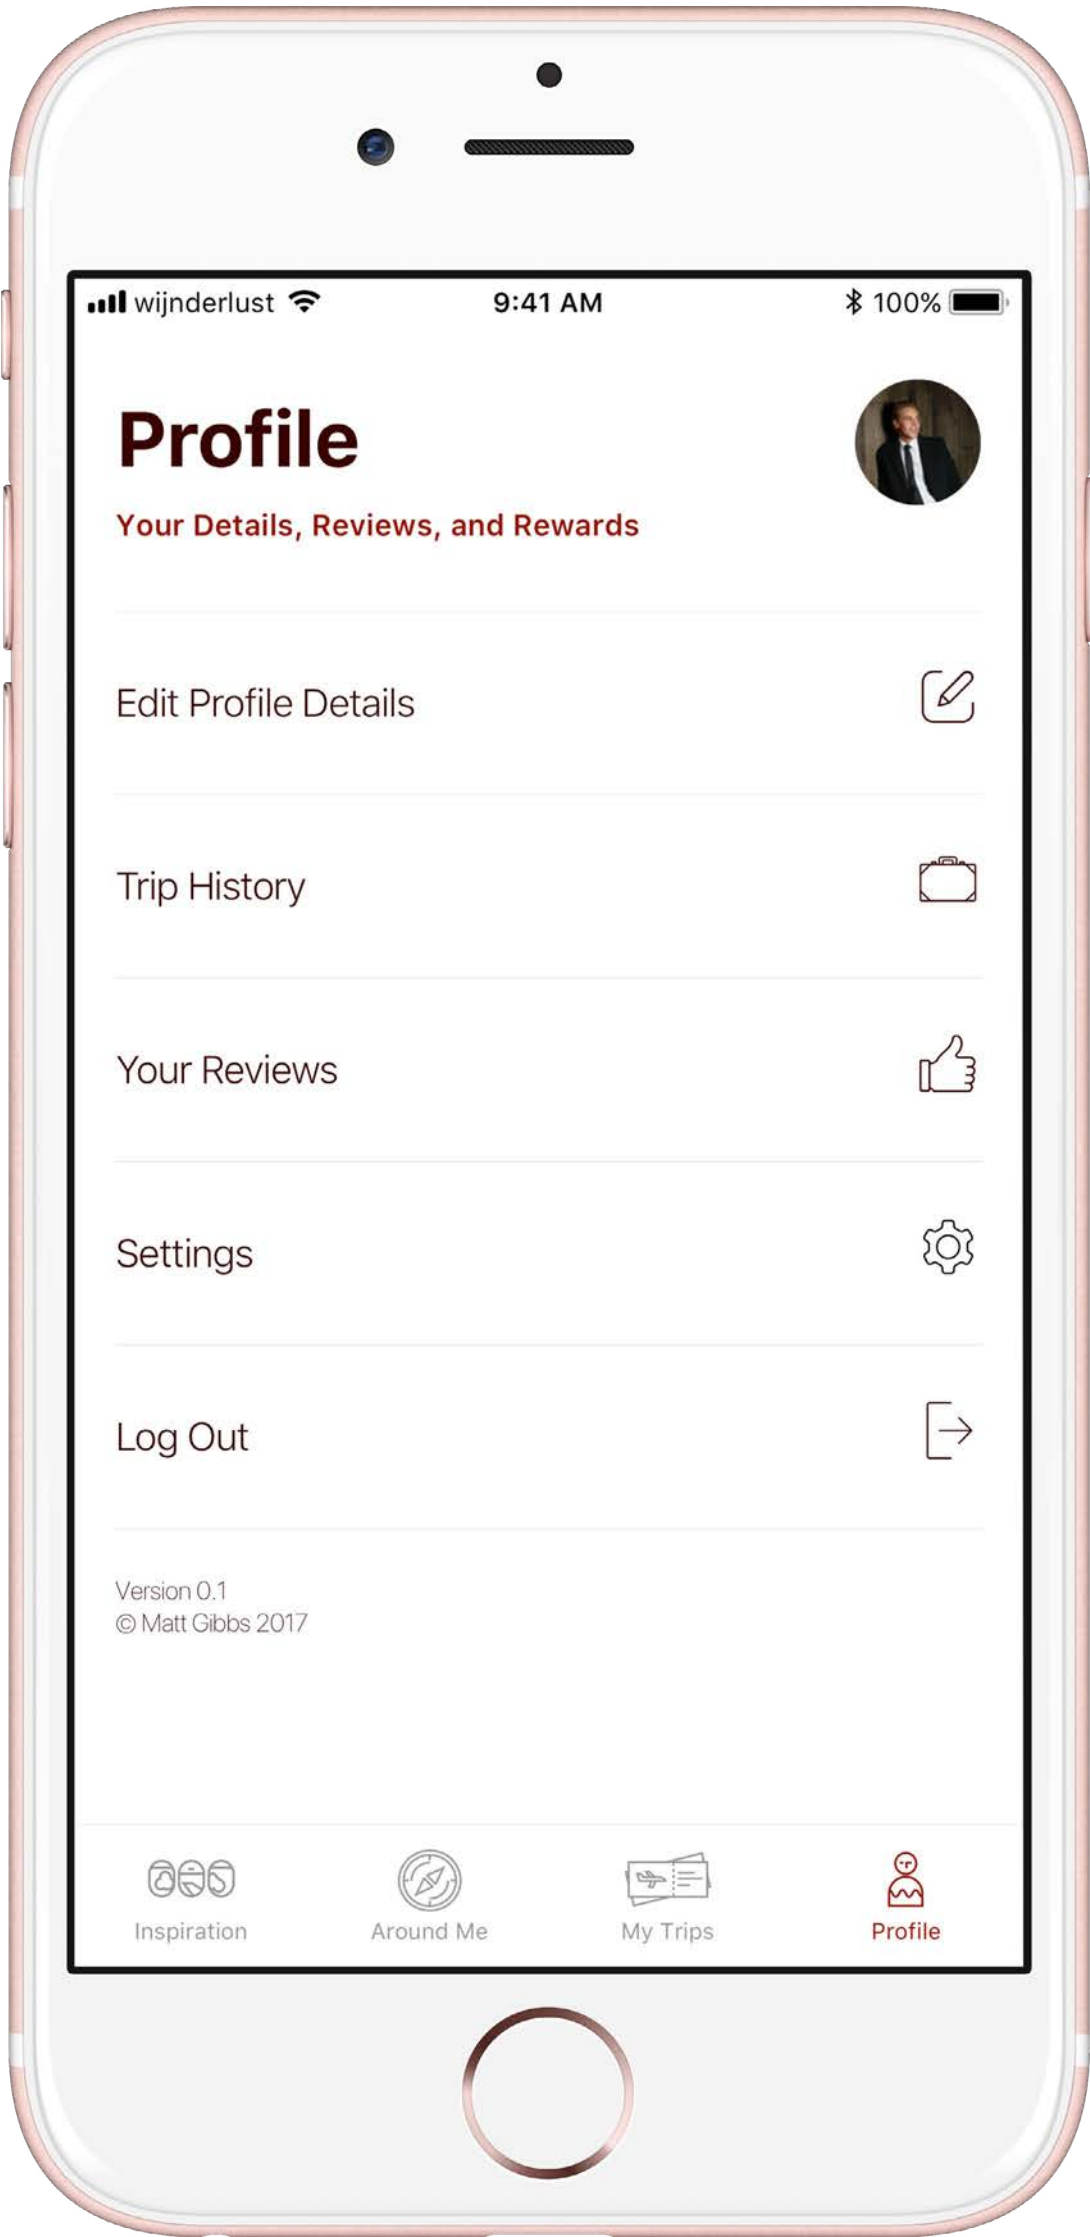 wijnderlust 9:41 AM 100%
Profile
Your Details, Reviews, and Rewards
Edit Profile Details
Trip History
Your Reviews
Settings
Log Out
Version 0.1
© Matt Gibbs 2017
Inspiration Around Me My Trips Profile